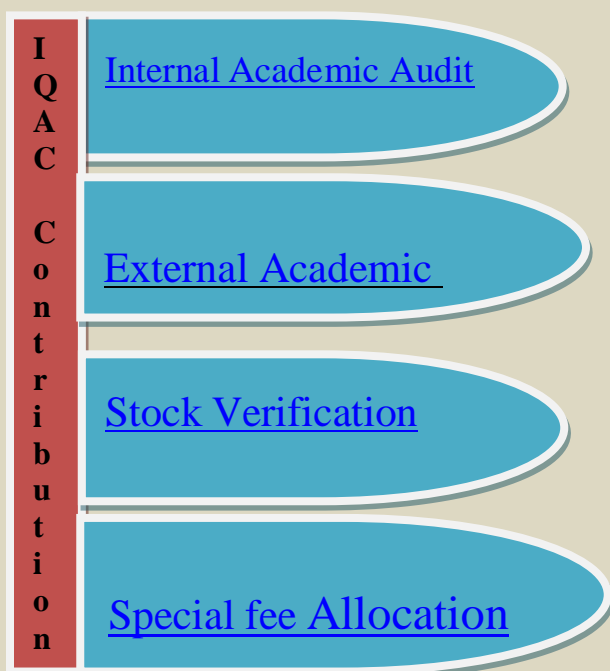 IQAC Contribution
Internal Academic Audit
External Academic
Stock Verification
Special fee Allocation